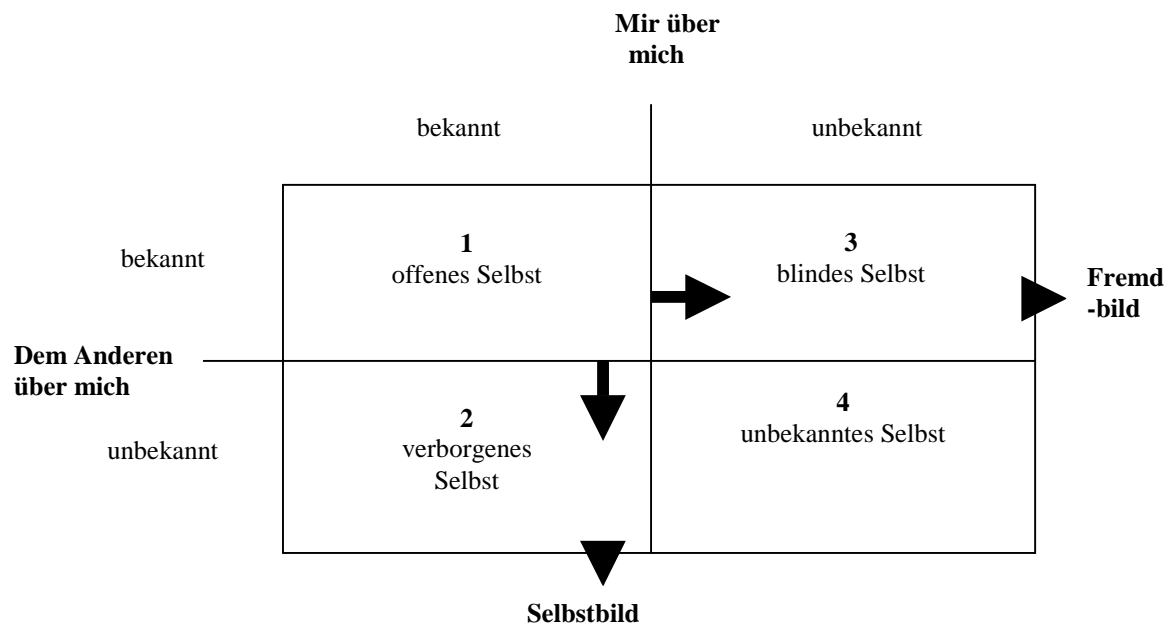 Mir über
mich
bekannt
unbekannt
bekannt
1
offenes Selbst
3
blindes Selbst
Fremd
-bild
Dem Anderen
über mich
unbekannt
2
verborgenes
Selbst
4
unbekanntes Selbst
Selbstbild